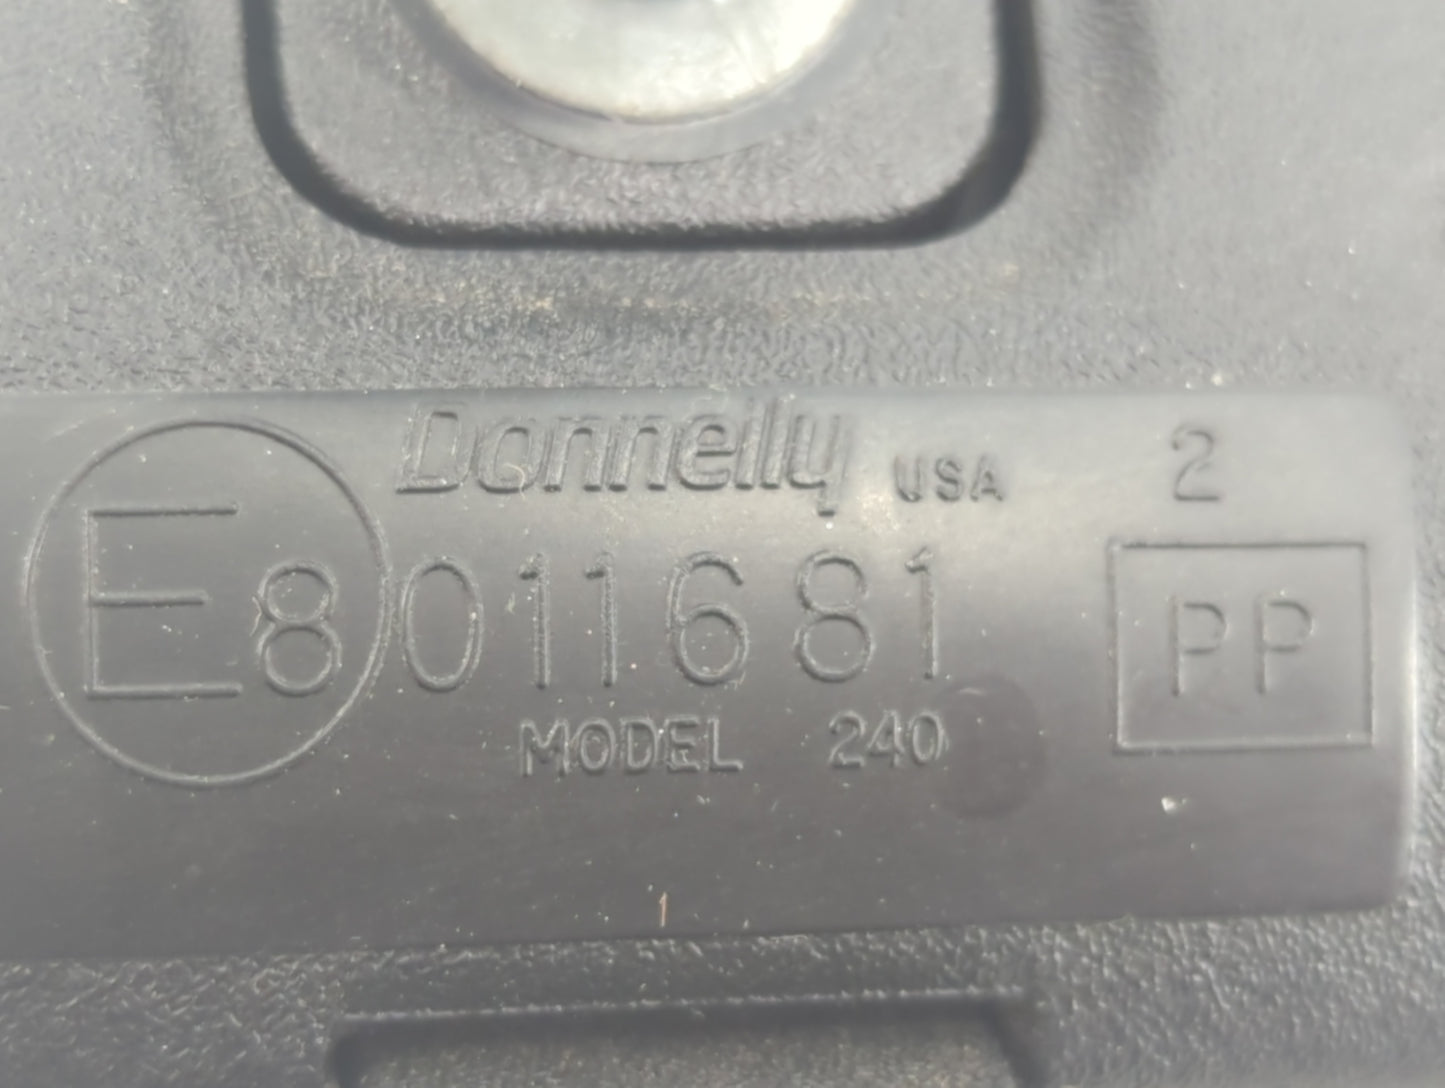 Donnelly USA 2
E8 011681
PP
MODEL 240